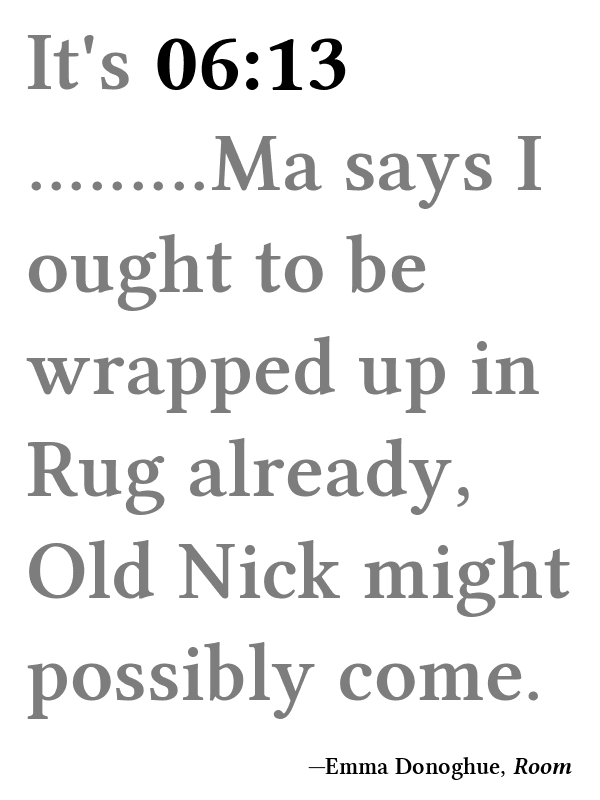 It's 06:13
.........Ma says I
ought to be
wrapped up in
Rug already,
Old Nick might
possibly come.
—Emma Donoghue, Room